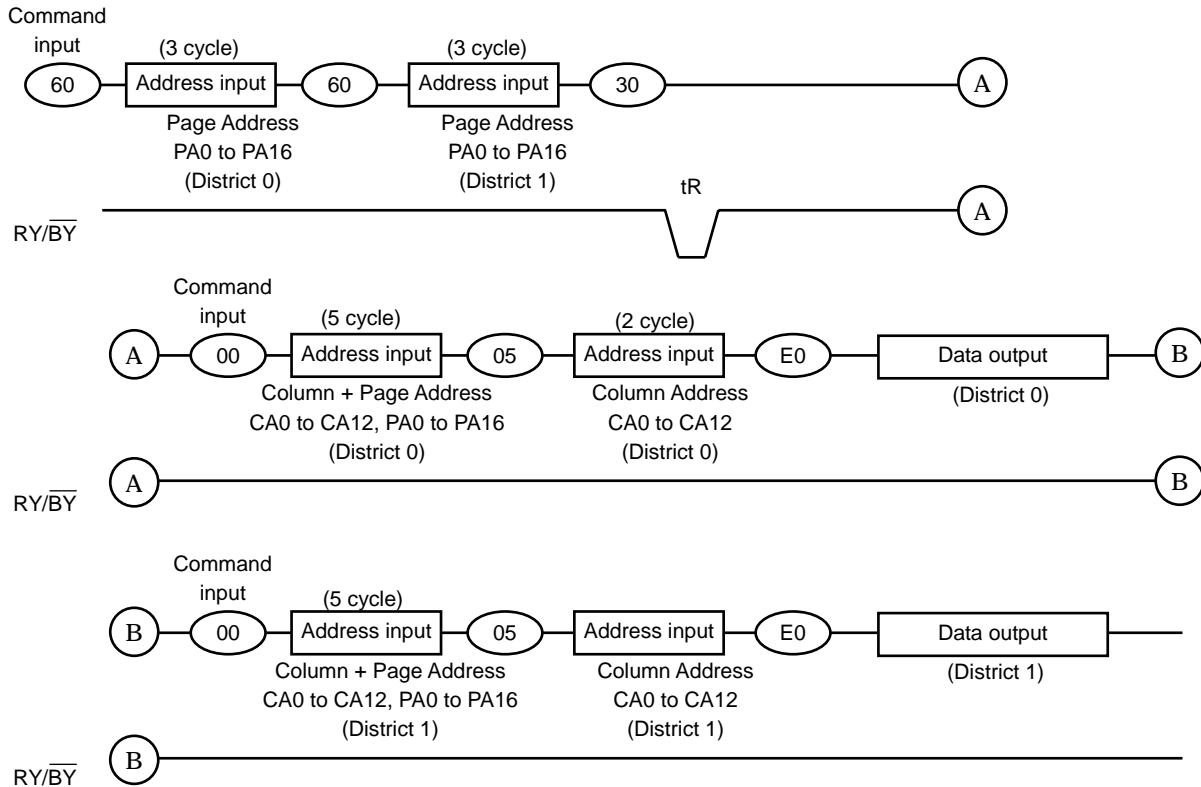 Command
input
(3 cycle) (3 cycle)
60 Address input 60 Address input 30 A
Page Address Page Address
PA0 to PA16 PA0 to PA16
(District 0) (District 1)
tR
RY/BY A
Command
input
(5 cycle) (2 cycle)
A 00 Address input 05 Address input E0 Data output B
Column + Page Address Column Address (District 0)
CA0 to CA12, PA0 to PA16 CA0 to CA12
(District 0) (District 0)
RY/BY A B
Command
input
(5 cycle)
B 00 Address input 05 Address input E0 Data output
Column + Page Address Column Address (District 1)
CA0 to CA12, PA0 to PA16 CA0 to CA12
(District 1) (District 1)
RY/BY B